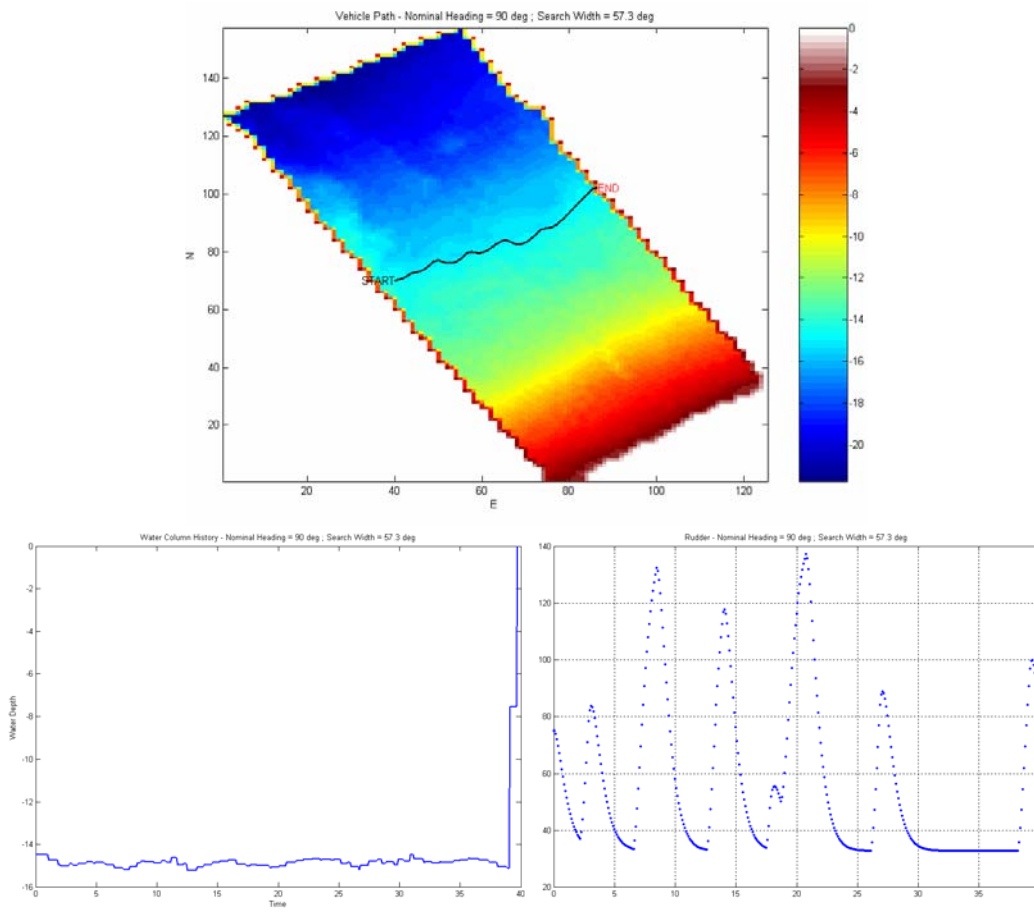 Vehicle Path - Nominal Heading = 90 deg ; Search Width = 57.3 deg
N
140
120
100
80
60
40
20
START
END
20 40 60 80 100 120
E
0
-2
-4
-6
-8
-10
-12
-14
-16
-18
-20
Water Column History - Nominal Heading = 90 deg ; Search Width = 57.3 deg
Water Depth
0
-2
-4
-6
-8
-10
-12
-14
-16
0 5 10 15 20 25 30 35 40
Time
Rudder - Nominal Heading = 90 deg ; Search Width = 57.3 deg
140
120
100
80
60
40
20
0 5 10 15 20 25 30 35